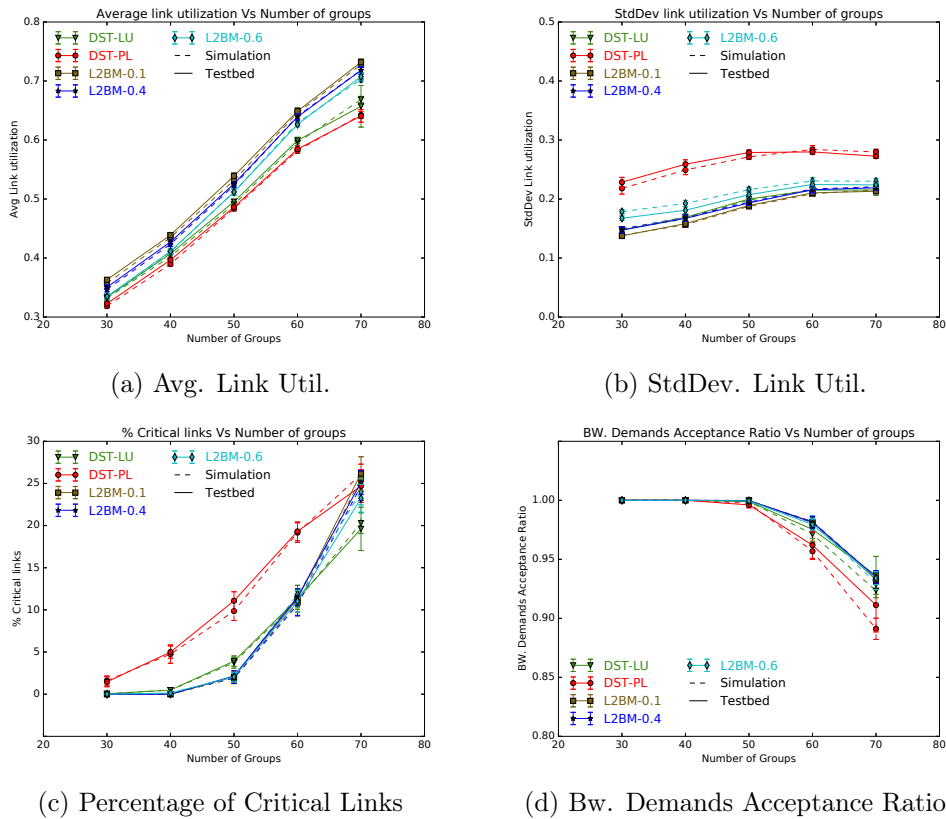 Average link utilization Vs Number of groups
DST-LU
DST-PL
L2BM-0.1
L2BM-0.4
L2BM-0.6
Simulation
Testbed
Avg Link utilization
0.8
0.7
0.6
0.5
0.4
0.3
20 30 40 50 60 70 80
Number of Groups
(a) Avg. Link Util.
StdDev link utilization Vs Number of groups
DST-LU
DST-PL
L2BM-0.1
L2BM-0.4
L2BM-0.6
Simulation
Testbed
StdDev Link utilization
0.5
0.4
0.3
0.2
0.1
0.0
20 30 40 50 60 70 80
Number of Groups
(b) StdDev. Link Util.
% Critical links Vs Number of groups
DST-LU
DST-PL
L2BM-0.1
L2BM-0.4
L2BM-0.6
Simulation
Testbed
% Critical links
30
25
20
15
10
5
0
20 30 40 50 60 70 80
Number of Groups
(c) Percentage of Critical Links
BW. Demands Acceptance Ratio Vs Number of groups
BW. Demands Acceptance Ratio
1.00
0.95
0.90
0.85
0.80
DST-LU
DST-PL
L2BM-0.1
L2BM-0.4
L2BM-0.6
Simulation
Testbed
20 30 40 50 60 70 80
Number of Groups
(d) Bw. Demands Acceptance Ratio